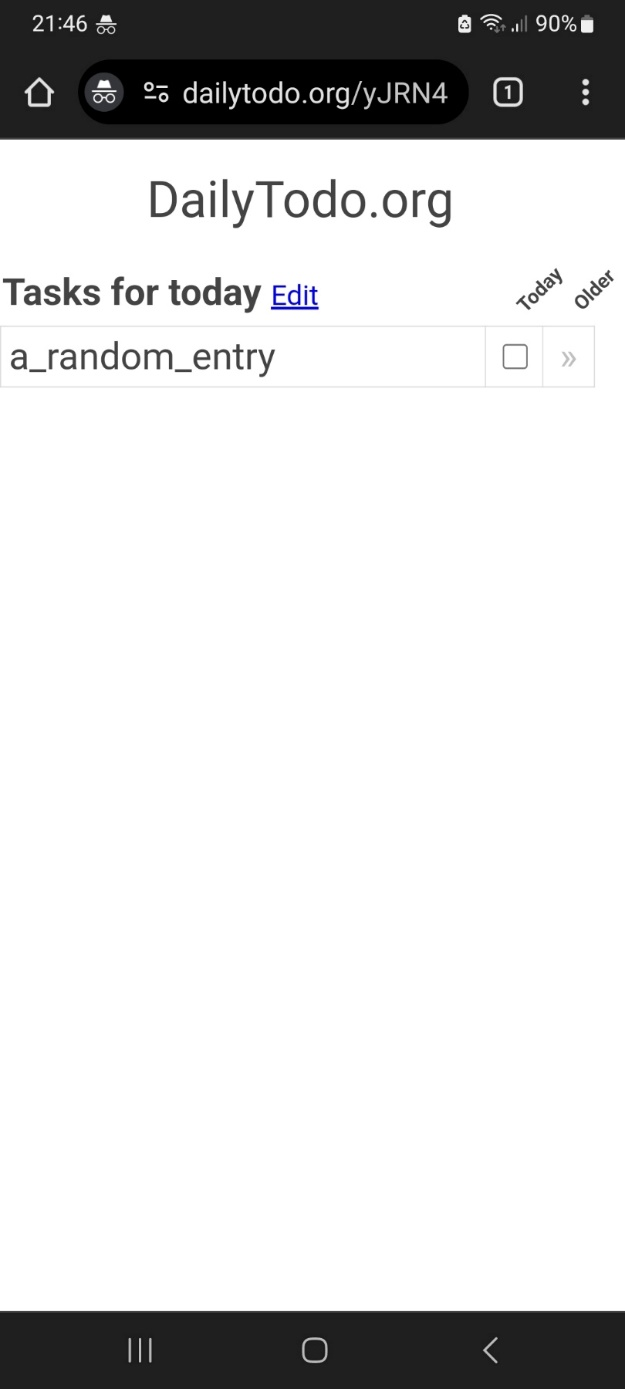 21:46 90%
dailytodo.org/yJRN4 1
DailyTodo.org
Tasks for today Edit Today Older
a_random_entry »